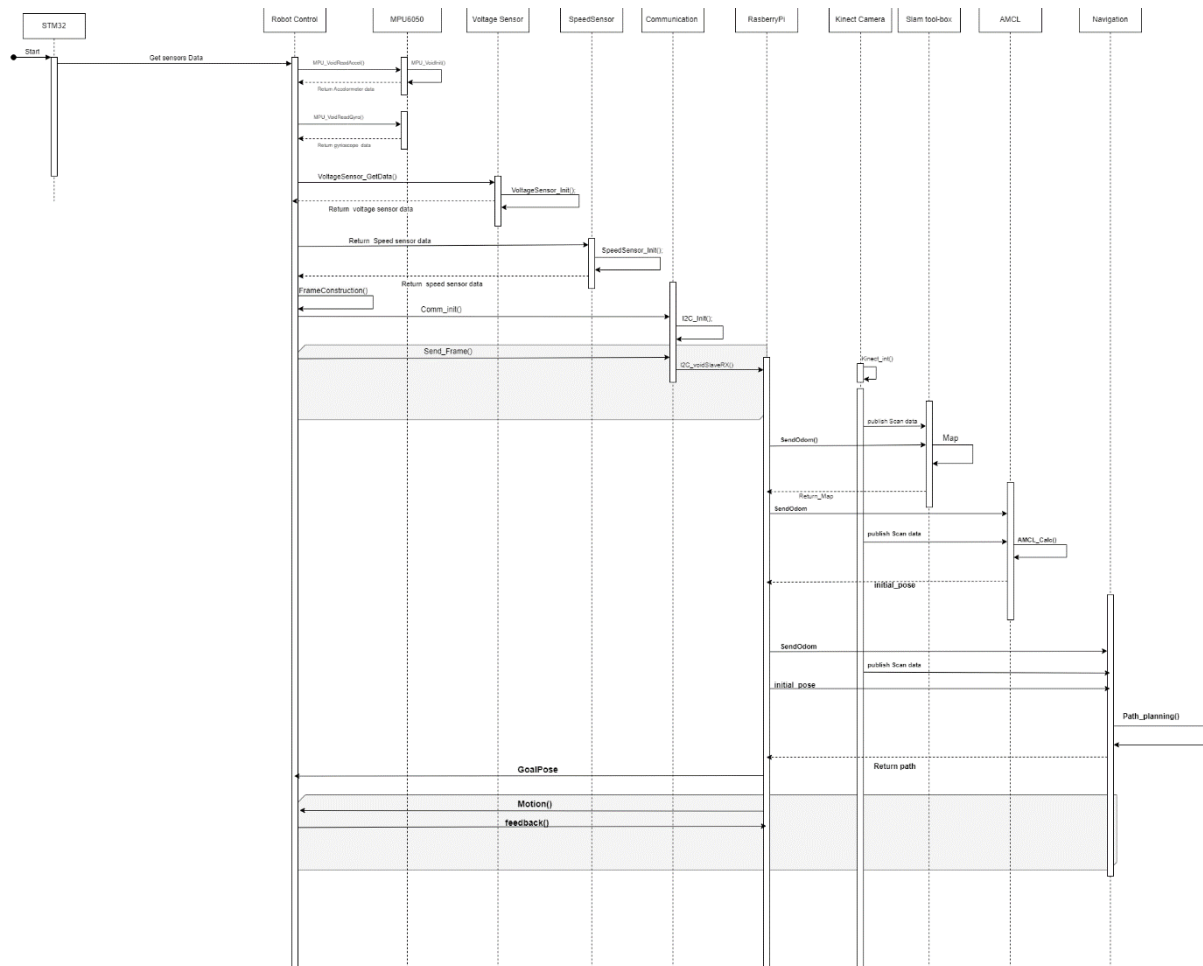 STM32
Robot Control
MPU6050
Voltage Sensor
SpeedSensor
Communication
RasberryPi
Kinect Camera
Slam tool-box
AMCL
Navigation
Start
Get sensors Data
MPU_VoidReadAccel()
MPU_VoidInit()
Return Accelermeter data
MPU_VoidReadGyro()
Return gyroscope data
VoltageSensor_GetData()
VoltageSensor_Init();
Return voltage sensor data
Return Speed sensor data
SpeedSensor_Init();
Return speed sensor data
FrameConstruction()
Comm_init()
I2C_Init();
Send_Frame()
I2C_voidSlaveRX()
Kinect_int()
publish Scan data
SendOdom()
Map
Return_Map
SendOdom
publish Scan data
AMCL_Calc()
initial_pose
SendOdom
publish Scan data
initial_pose
Path_planning()
Return path
GoalPose
Motion()
feedback()